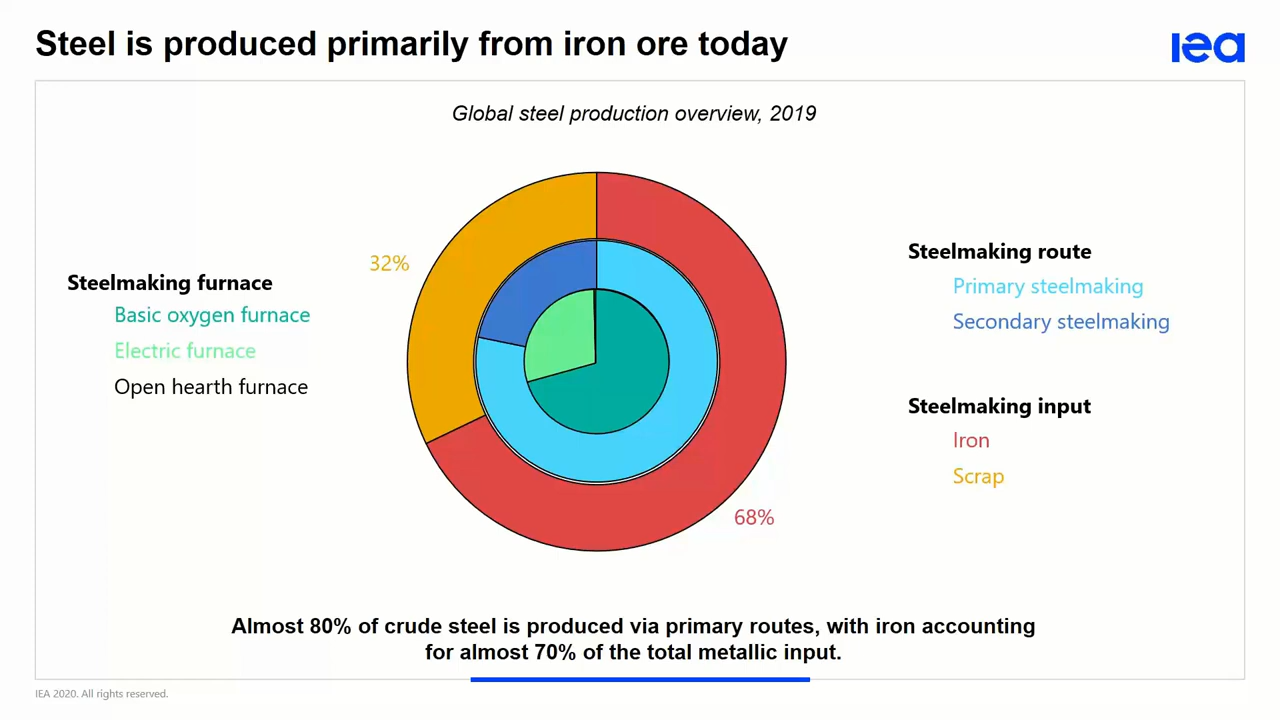 Steel is produced primarily from iron ore today
iea
Global steel production overview, 2019
32%
68%
Steelmaking furnace
Basic oxygen furnace
Electric furnace
Open hearth furnace
Steelmaking route
Primary steelmaking
Secondary steelmaking
Steelmaking input
Iron
Scrap
Almost 80% of crude steel is produced via primary routes, with iron accounting
for almost 70% of the total metallic input.
IEA 2020. All rights reserved.